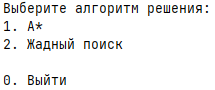 Выберите алгоритм решения:
1. A*
2. Жадный поиск
0. Выйти